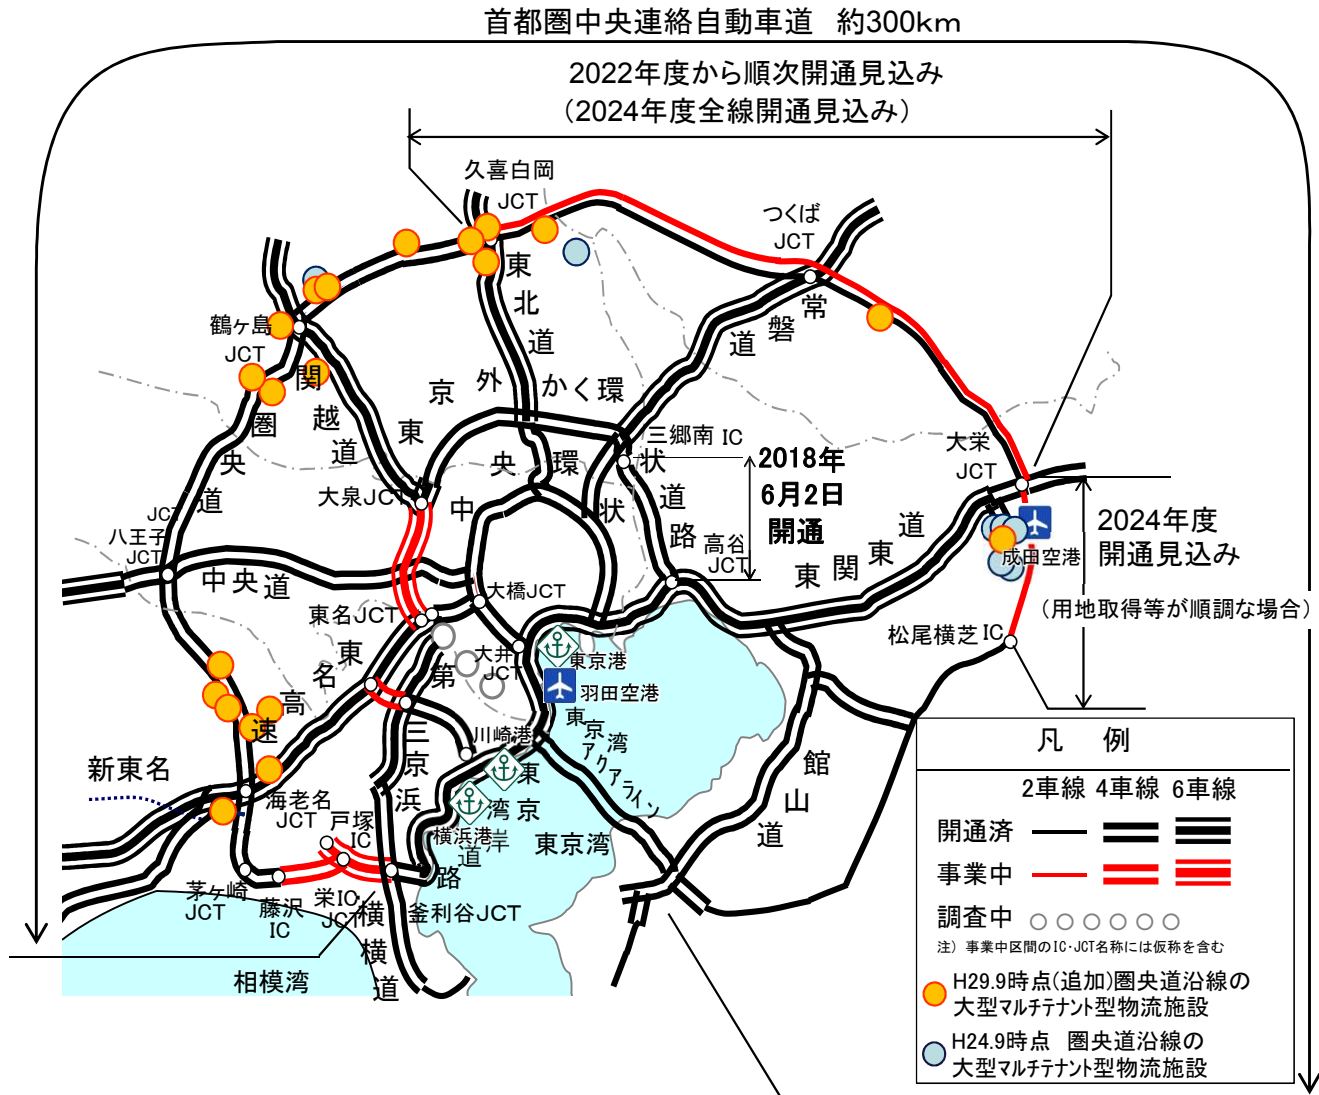 首都圏中央連絡自動車道 約300km
2022年度から順次開通見込み
（2024年度全線開通見込み）
久喜白岡
JCT
つくば
JCT
東北道
常磐道
鶴ヶ島
JCT
関越道
東京外かく環状道路
三郷南 IC
2018年
6月2日
開通
大栄
JCT
圏央道
中央環状
大泉JCT
JCT
八王子
JCT
中央道
高谷
JCT
東関東道
成田空港
2024年度
開通見込み
（用地取得等が順調な場合）
東名JCT
大橋JCT
松尾横芝 IC
大井
JCT
東京港
羽田空港
東名高速
第三京浜
川崎港
東京湾アクアライン
館山道
新東名
海老名
JCT
戸塚
IC
横浜港
東京湾岸道路
東京湾
茅ヶ崎
JCT
藤沢
IC
栄IC・
JCT
釜利谷JCT
横横道
相模湾
凡 例
2車線 4車線 6車線
開通済
事業中
調査中
注）事業中区間のIC・JCT名称には仮称を含む
H29.9時点(追加)圏央道沿線の
大型マルチテナント型物流施設
H24.9時点 圏央道沿線の
大型マルチテナント型物流施設